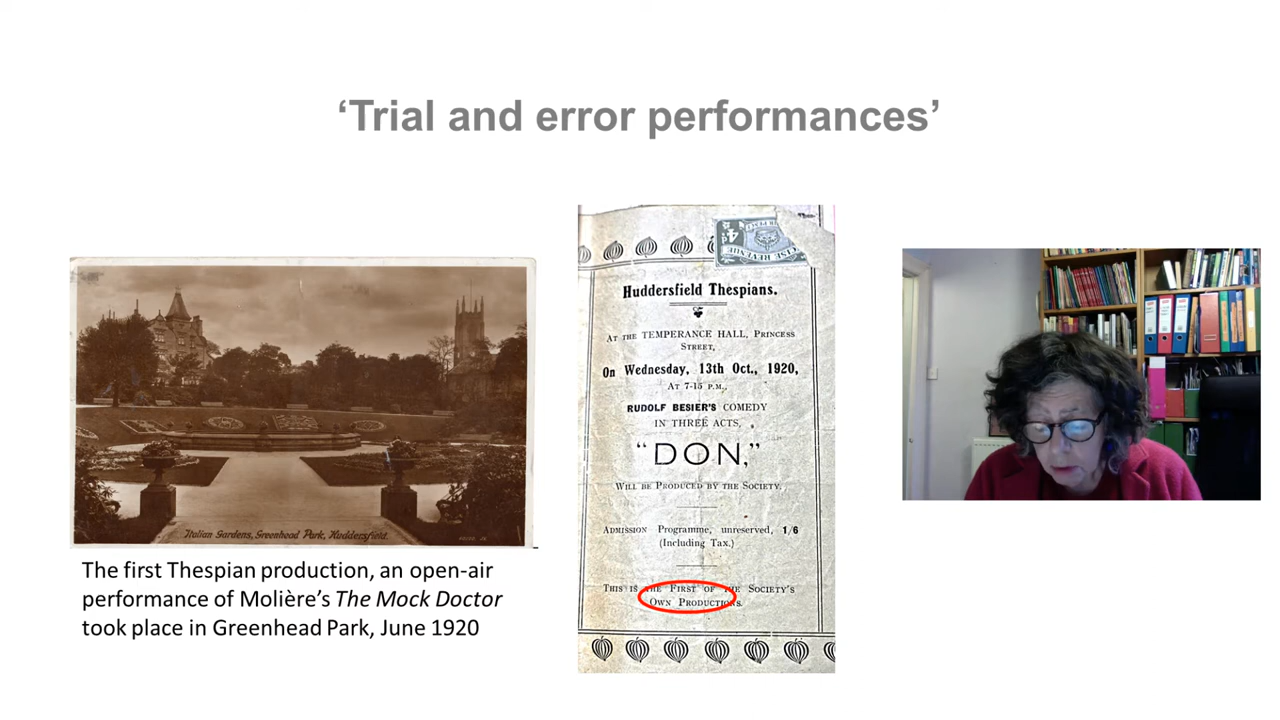 ‘Trial and error performances’
Italian Gardens, Greenhead Park, Huddersfield.
The first Thespian production, an open-air
performance of Molière’s The Mock Doctor
took place in Greenhead Park, June 1920
4D
Huddersfield Thespians.
At the TEMPERANCE HALL, Princess
Street,
On Wednesday, 13th Oct., 1920,
At 7-15 p.m.,
RUDOLF BESIER'S COMEDY
IN THREE ACTS,
"DON,"
Will be Produced by the Society.
Admission Programme, unreserved, 1/6
(Including Tax.)
This is the First of the Society's
Own Productions.